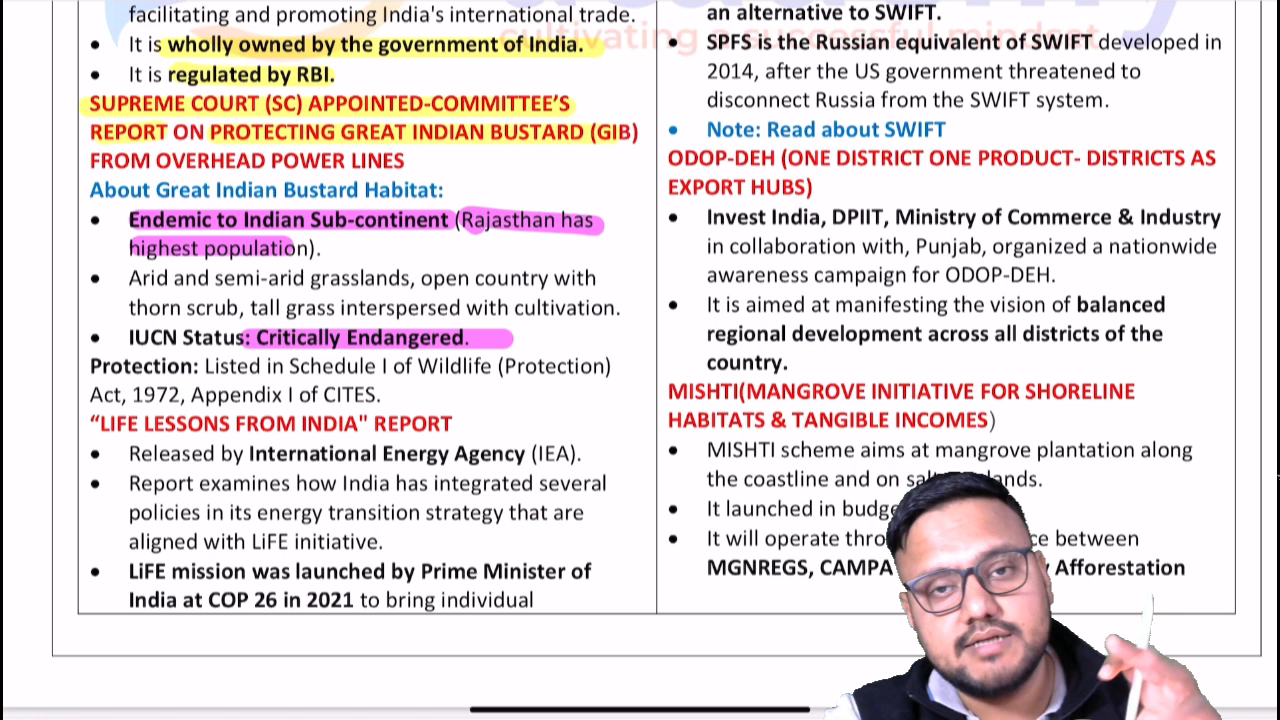 facilitating and promoting India's international trade.
• It is wholly owned by the government of India.
• It is regulated by RBI.
SUPREME COURT (SC) APPOINTED-COMMITTEE’S
REPORT ON PROTECTING GREAT INDIAN BUSTARD (GIB)
FROM OVERHEAD POWER LINES
About Great Indian Bustard Habitat:
• Endemic to Indian Sub-continent (Rajasthan has
highest population).
• Arid and semi-arid grasslands, open country with
thorn scrub, tall grass interspersed with cultivation.
• IUCN Status: Critically Endangered.
Protection: Listed in Schedule I of Wildlife (Protection)
Act, 1972, Appendix I of CITES.
“LIFE LESSONS FROM INDIA" REPORT
• Released by International Energy Agency (IEA).
• Report examines how India has integrated several
policies in its energy transition strategy that are
aligned with LiFE initiative.
• LiFE mission was launched by Prime Minister of
India at COP 26 in 2021 to bring individual
an alternative to SWIFT.
cultivating a successful mindset
• SPFS is the Russian equivalent of SWIFT developed in
2014, after the US government threatened to
disconnect Russia from the SWIFT system.
• Note: Read about SWIFT
ODOP-DEH (ONE DISTRICT ONE PRODUCT- DISTRICTS AS
EXPORT HUBS)
• Invest India, DPIIT, Ministry of Commerce & Industry
in collaboration with, Punjab, organized a nationwide
awareness campaign for ODOP-DEH.
• It is aimed at manifesting the vision of balanced
regional development across all districts of the
country.
MISHTI(MANGROVE INITIATIVE FOR SHORELINE
HABITATS & TANGIBLE INCOMES)
• MISHTI scheme aims at mangrove plantation along
the coastline and on
• It launched in
• It will operate between
MGNREGS, CAMPA Afforestation